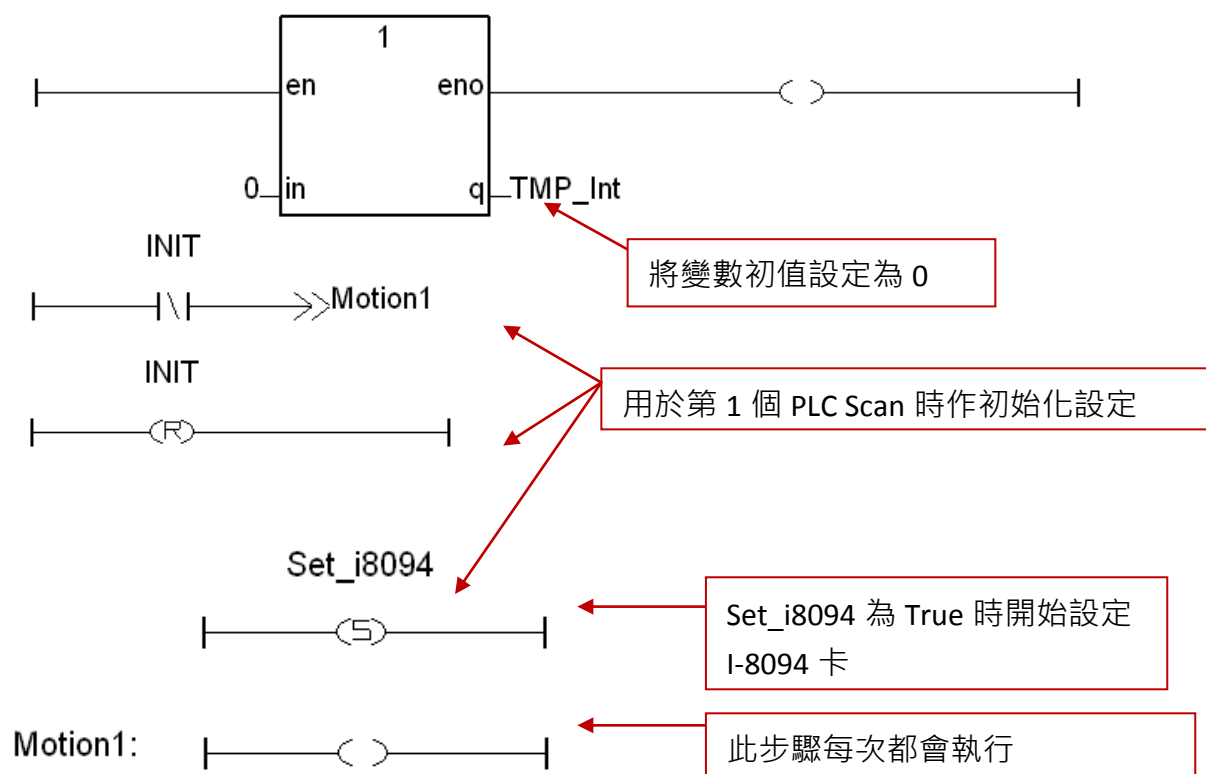 1
en eno
0 in q TMP_Int
將變數初值設定為 0
INIT
Motion1
INIT
用於第 1 個 PLC Scan 時作初始化設定
R
Set_i8094
S
Set_i8094 為 True 時開始設定
I-8094 卡
Motion1:
此步驟每次都會執行